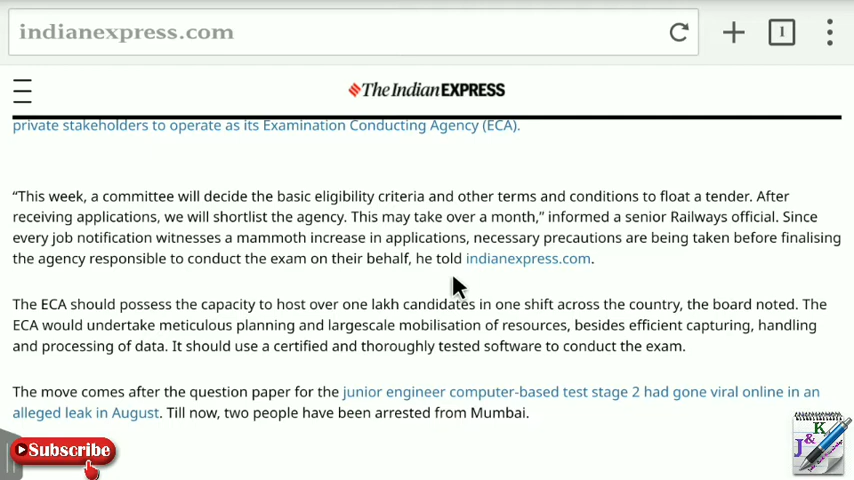 indianexpress.com
1
The Indian EXPRESS
private stakeholders to operate as its Examination Conducting Agency (ECA).
“This week, a committee will decide the basic eligibility criteria and other terms and conditions to float a tender. After
receiving applications, we will shortlist the agency. This may take over a month,” informed a senior Railways official. Since
every job notification witnesses a mammoth increase in applications, necessary precautions are being taken before finalising
the agency responsible to conduct the exam on their behalf, he told indianexpress.com.
The ECA should possess the capacity to host over one lakh candidates in one shift across the country, the board noted. The
ECA would undertake meticulous planning and largescale mobilisation of resources, besides efficient capturing, handling
and processing of data. It should use a certified and thoroughly tested software to conduct the exam.
The move comes after the question paper for the junior engineer computer-based test stage 2 had gone viral online in an
alleged leak in August. Till now, two people have been arrested from Mumbai.
Subscribe
J & K